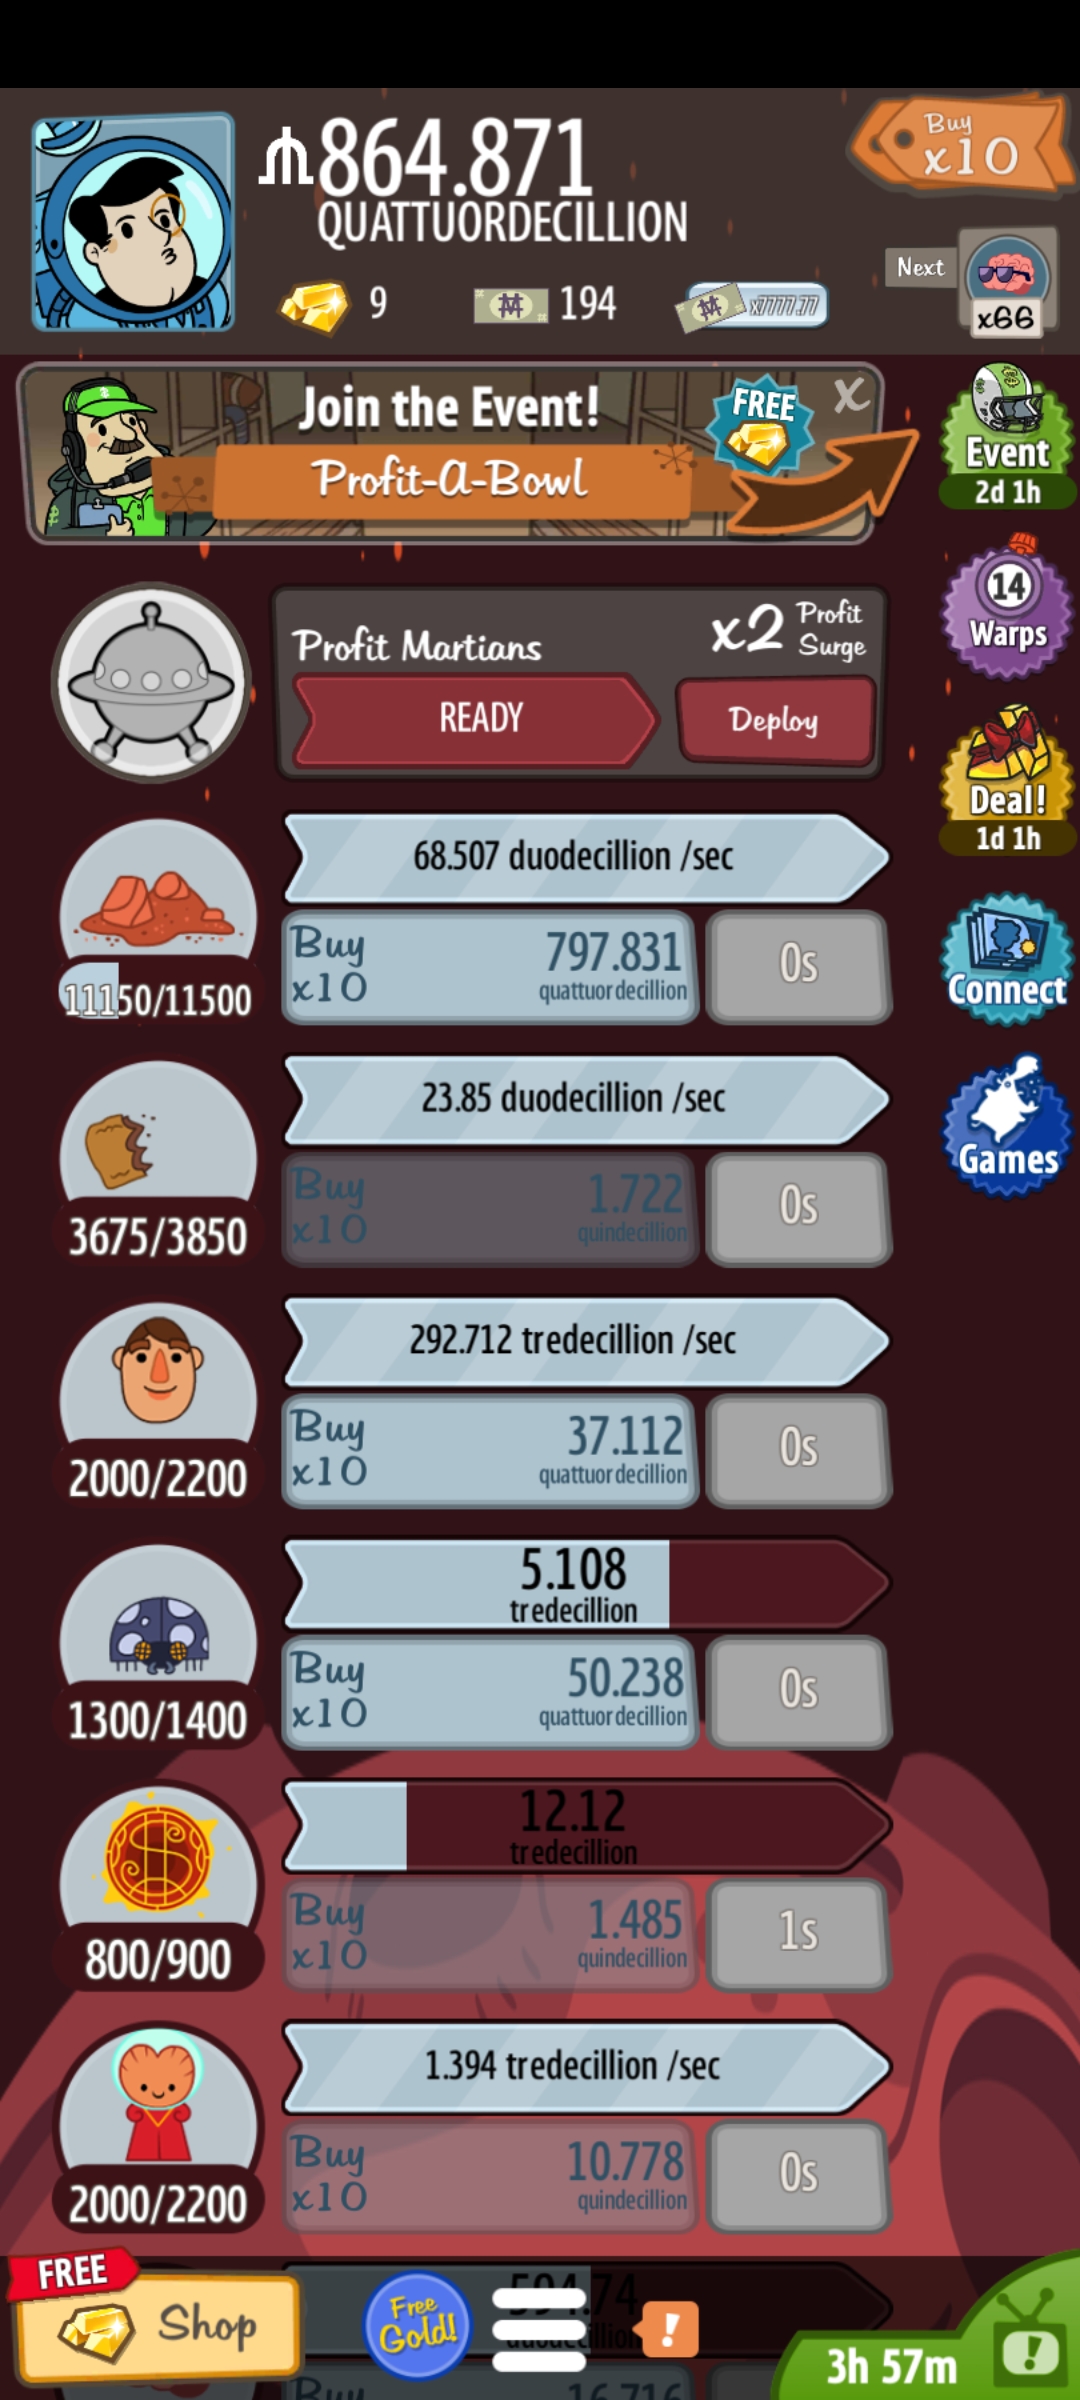 864.871
QUATTUORDECILLION
Buy
x10
9
194
x7777.77
Next
x66
Join the Event!
Profit-A-Bowl
FREE
X
Event
2d 1h
14
Warps
Profit Martians
x2 Profit Surge
READY
Deploy
Deal!
1d 1h
68.507 duodecillion /sec
Buy x10
797.831
quattuordecillion
0s
11150/11500
Connect
23.85 duodecillion /sec
Buy x10
1.722
quindecillion
0s
3675/3850
Games
292.712 tredecillion /sec
Buy x10
37.112
quattuordecillion
0s
2000/2200
5.108
tredecillion
Buy x10
50.238
quattuordecillion
0s
1300/1400
12.12
tredecillion
Buy x10
1.485
quindecillion
1s
800/900
1.394 tredecillion /sec
Buy x10
10.778
quindecillion
0s
2000/2200
FREE
Shop
Free
Gold!
!
3h 57m
!
Buy
16.716